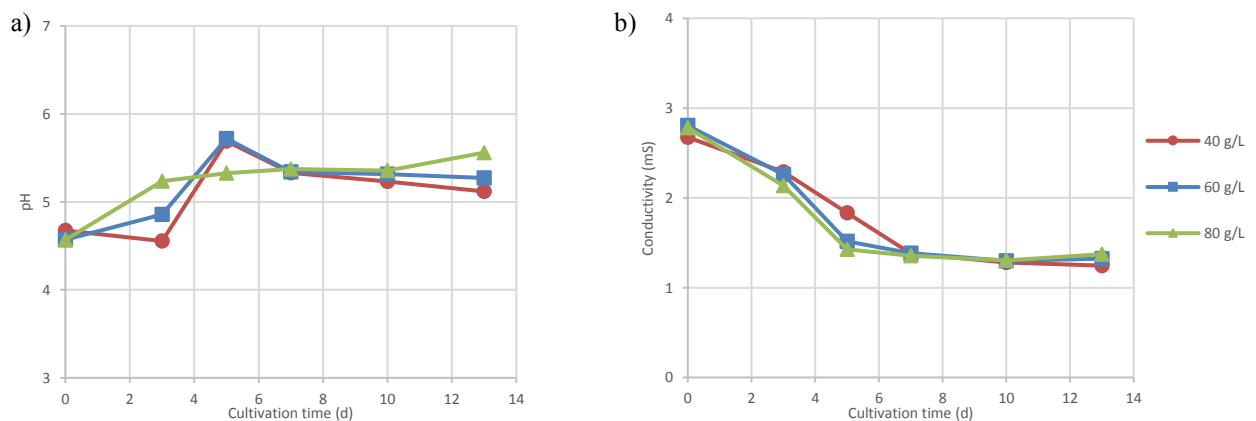 a)
7
6
5
4
3
pH
0 2 4 6 8 10 12 14
Cultivation time (d)
b)
4
3
2
1
0
Conductivity (mS)
0 2 4 6 8 10 12 14
Cultivation time (d)
40 g/L
60 g/L
80 g/L